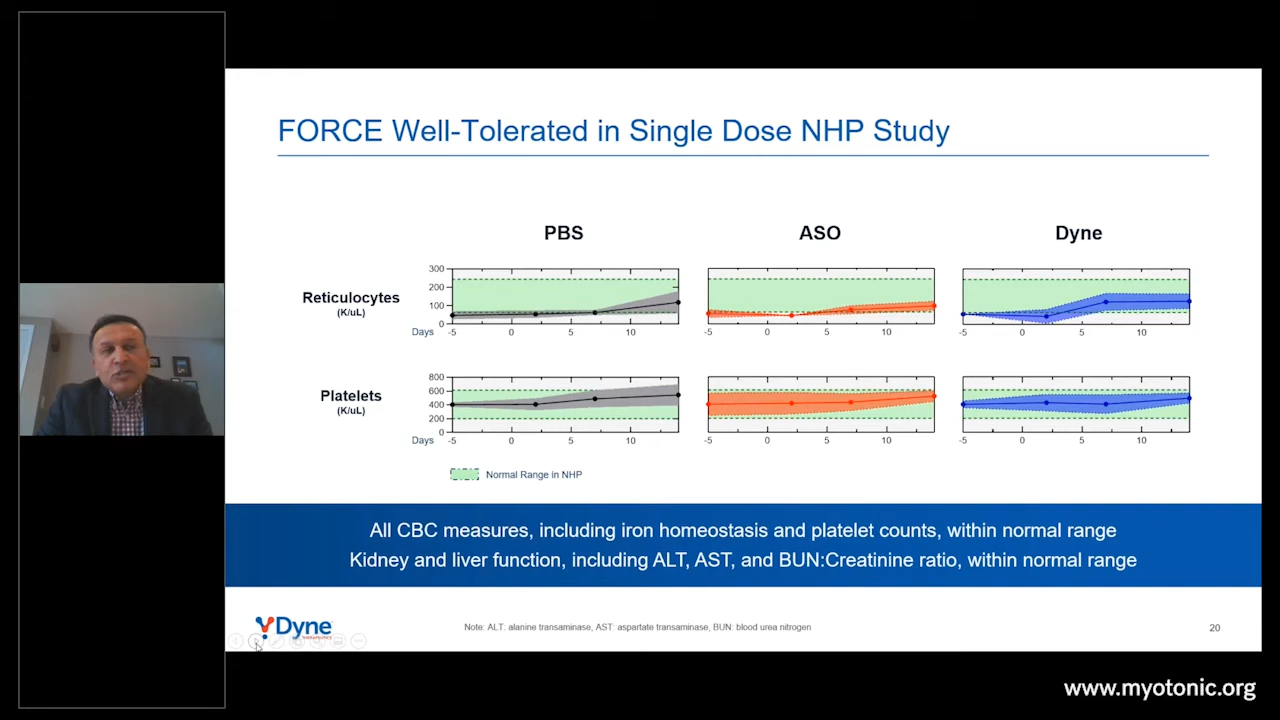 FORCE Well-Tolerated in Single Dose NHP Study
PBS
ASO
Dyne
Reticulocytes
(K/uL)
300
200
100
0
Days
-5 0 5 10
-5 0 5 10
-5 0 5 10
Platelets
(K/uL)
800
600
400
200
0
Days
-5 0 5 10
-5 0 5 10
-5 0 5 10
Normal Range in NHP
All CBC measures, including iron homeostasis and platelet counts, within normal range
Kidney and liver function, including ALT, AST, and BUN:Creatinine ratio, within normal range
Dyne
Note: ALT: alanine transaminase, AST: aspartate transaminase, BUN: blood urea nitrogen
20
www.myotonic.org